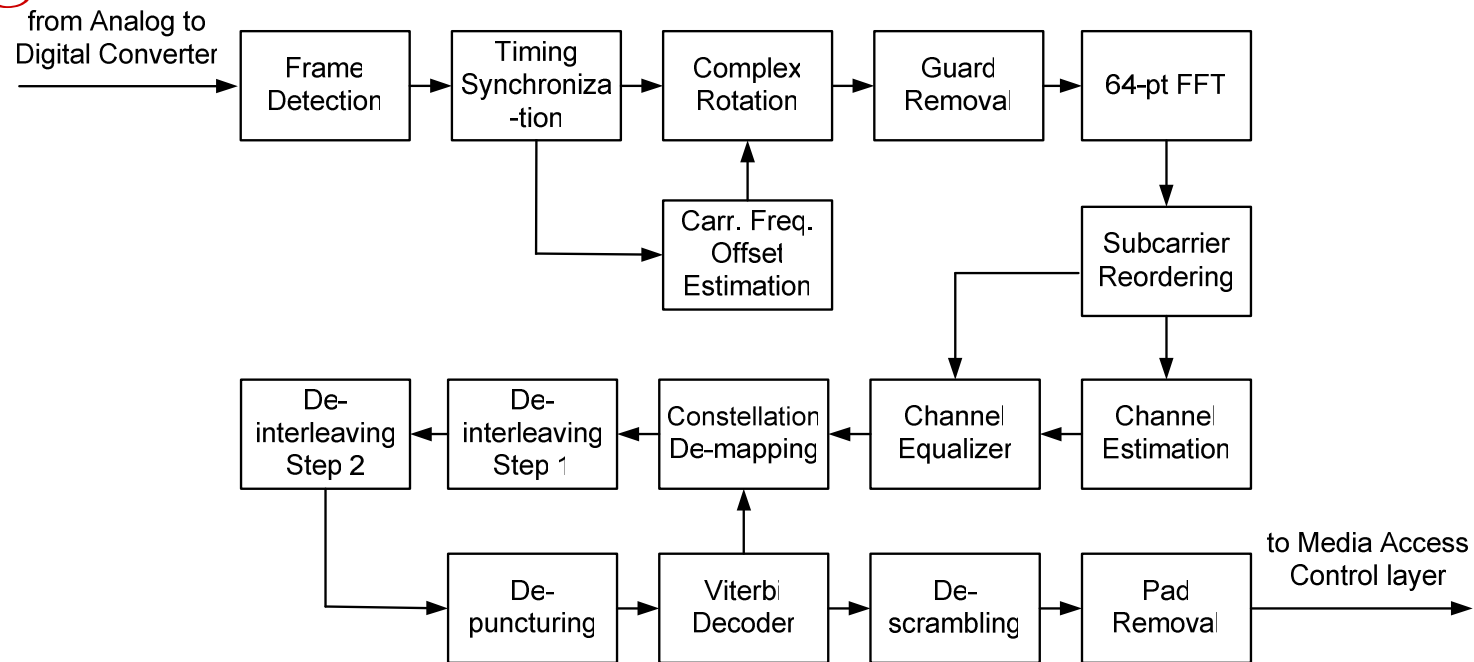 from Analog to
Digital Converter
Frame
Detection
Timing
Synchroniza
-tion
Complex
Rotation
Guard
Removal
64-pt FFT
Carr. Freq.
Offset
Estimation
Subcarrier
Reordering
De-
interleaving
Step 2
De-
interleaving
Step 1
Constellation
De-mapping
Channel
Equalizer
Channel
Estimation
De-
puncturing
Viterbi
Decoder
De-
scrambling
Pad
Removal
to Media Access
Control layer